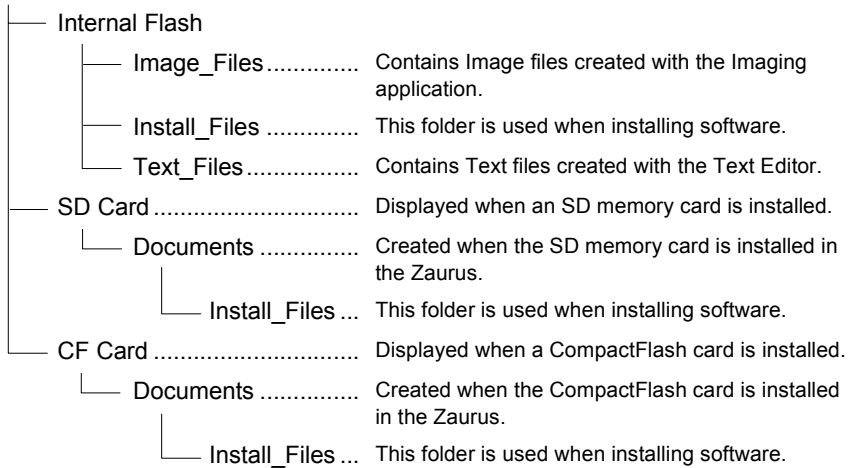 Internal Flash
Image_Files.............. Contains Image files created with the Imaging
application.
Install_Files .............. This folder is used when installing software.
Text_Files................. Contains Text files created with the Text Editor.
SD Card ............................... Displayed when an SD memory card is installed.
Documents ............... Created when the SD memory card is installed in
the Zaurus.
Install_Files ... This folder is used when installing software.
CF Card ............................... Displayed when a CompactFlash card is installed.
Documents ............... Created when the CompactFlash card is installed
in the Zaurus.
Install_Files ... This folder is used when installing software.